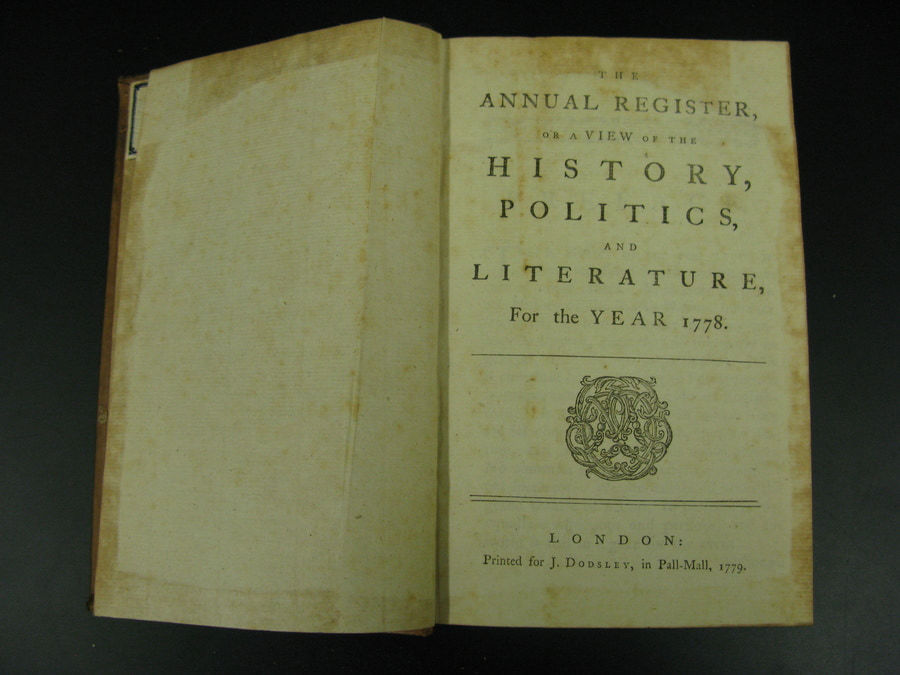 THE
ANNUAL REGISTER,
OR A VIEW OF THE
HISTORY,
POLITICS,
AND
LITERATURE,
For the YEAR 1778.
LONDON:
Printed for J. DODSLEY, in Pall-Mall, 1779.